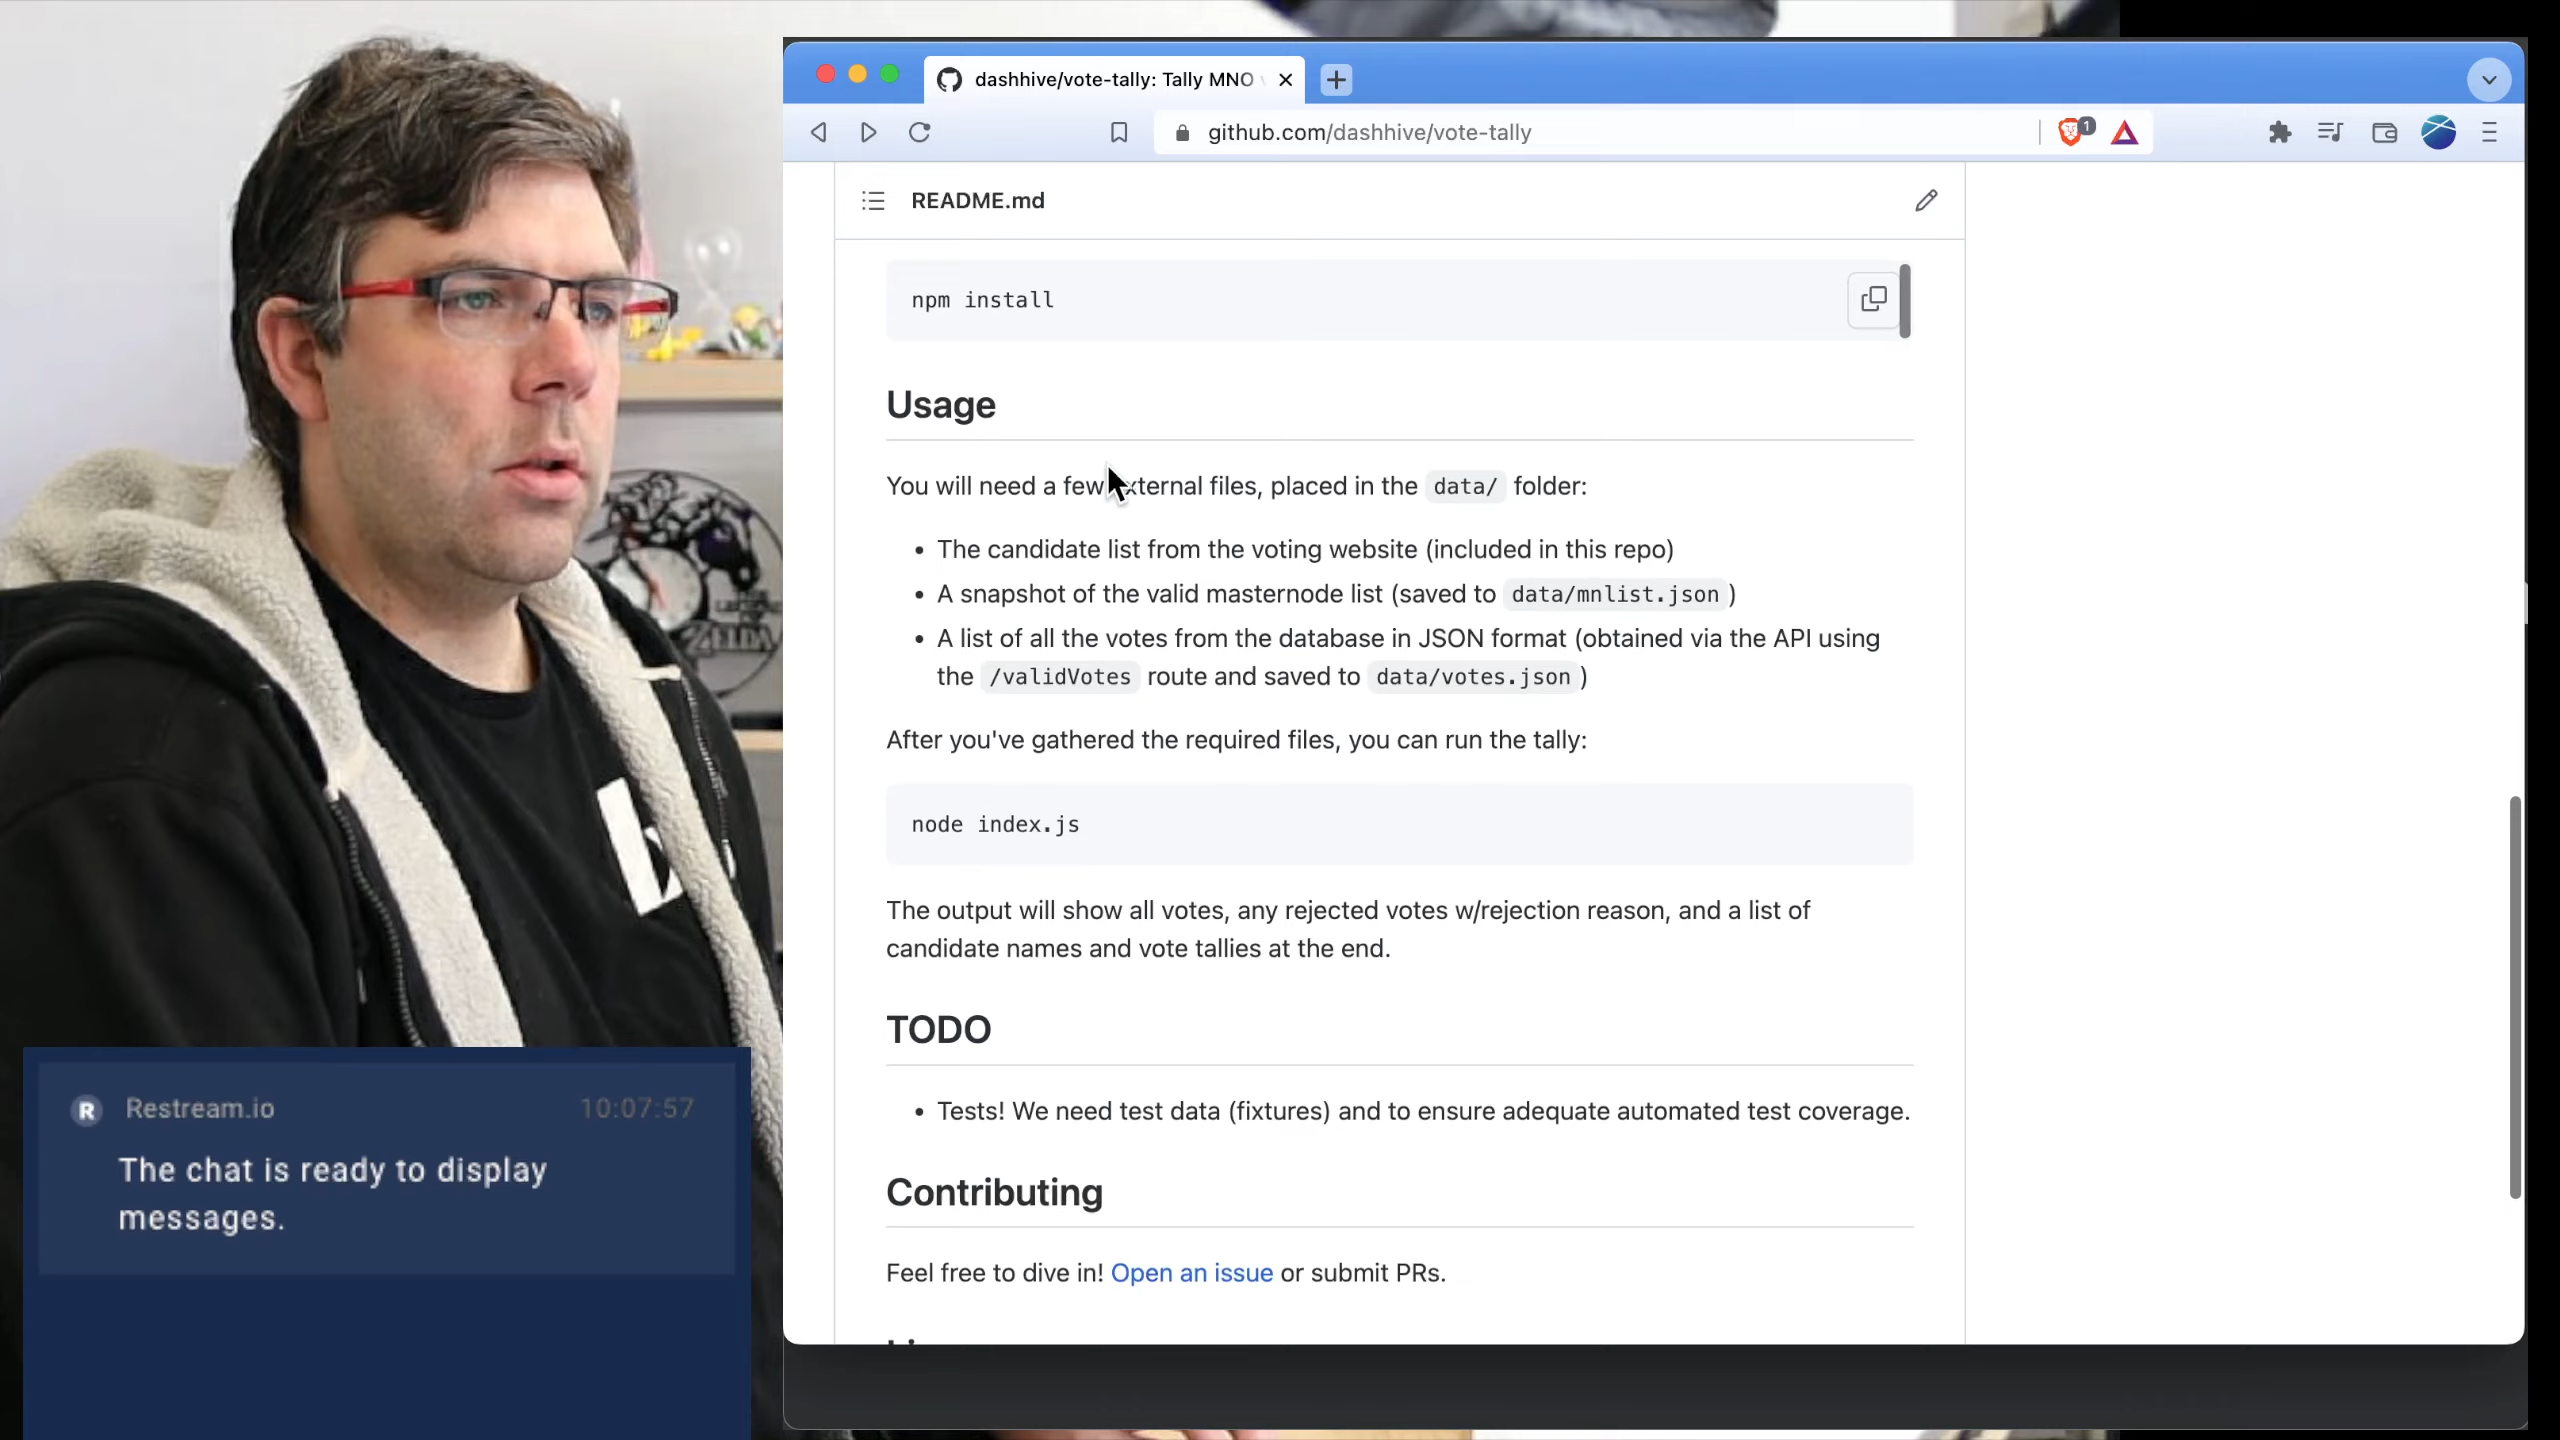 dashhive/vote-tally: Tally MNO
github.com/dashhive/vote-tally
1
README.md
npm install
Usage
You will need a few xternal files, placed in the data/ folder:
• The candidate list from the voting website (included in this repo)
• A snapshot of the valid masternode list (saved to data/mnlist.json )
• A list of all the votes from the database in JSON format (obtained via the API using
the /validVotes route and saved to data/votes.json )
After you've gathered the required files, you can run the tally:
node index.js
The output will show all votes, any rejected votes w/rejection reason, and a list of
candidate names and vote tallies at the end.
TODO
• Tests! We need test data (fixtures) and to ensure adequate automated test coverage.
Contributing
Feel free to dive in! Open an issue or submit PRs.
ZELDA
R Restream.io 10:07:57
The chat is ready to display
messages.